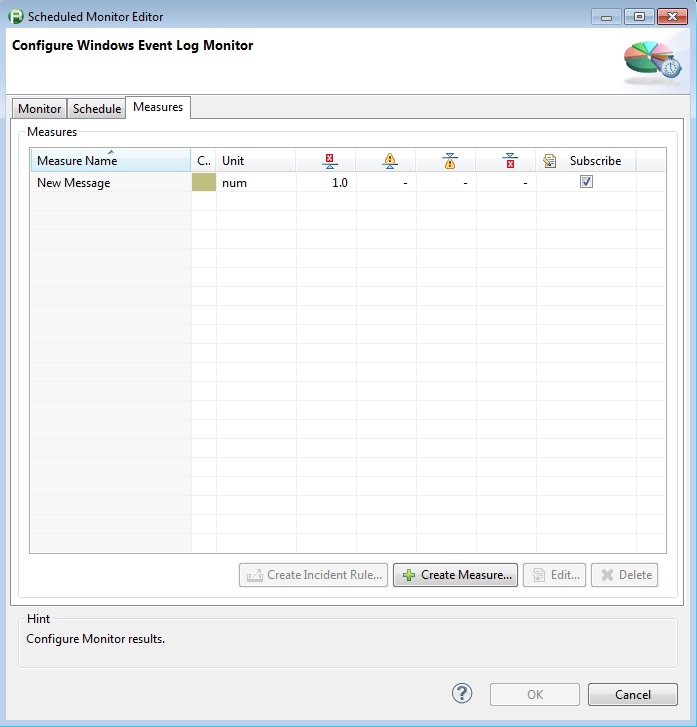 Scheduled Monitor Editor
Configure Windows Event Log Monitor
Monitor Schedule Measures
Measures
Measure Name C.. Unit Subscribe
New Message num 1.0 - - -
Create Incident Rule... Create Measure... Edit... Delete
Hint
Configure Monitor results.
? OK Cancel